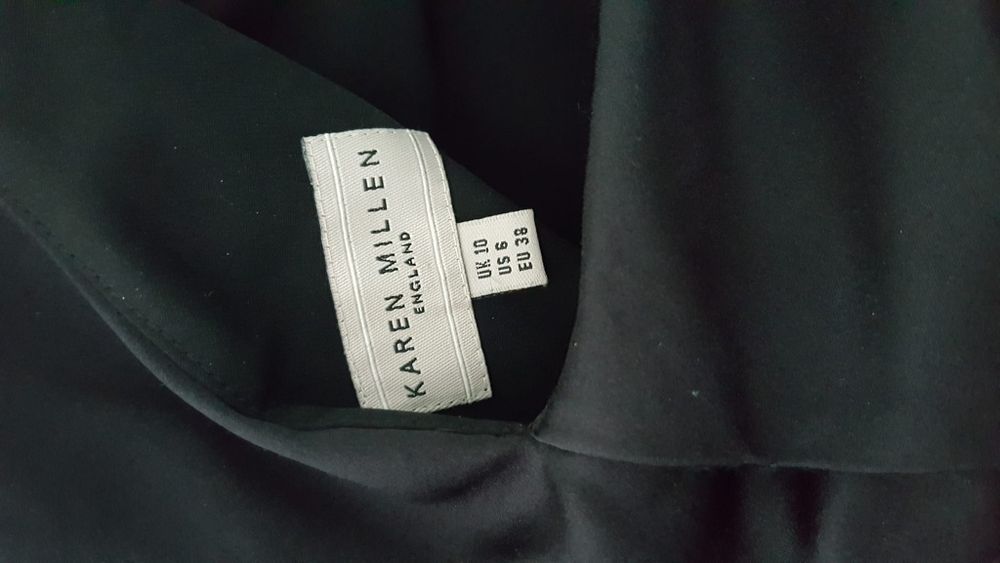 KAREN MILLEN
ENGLAND
UK 10
US 6
EU 38